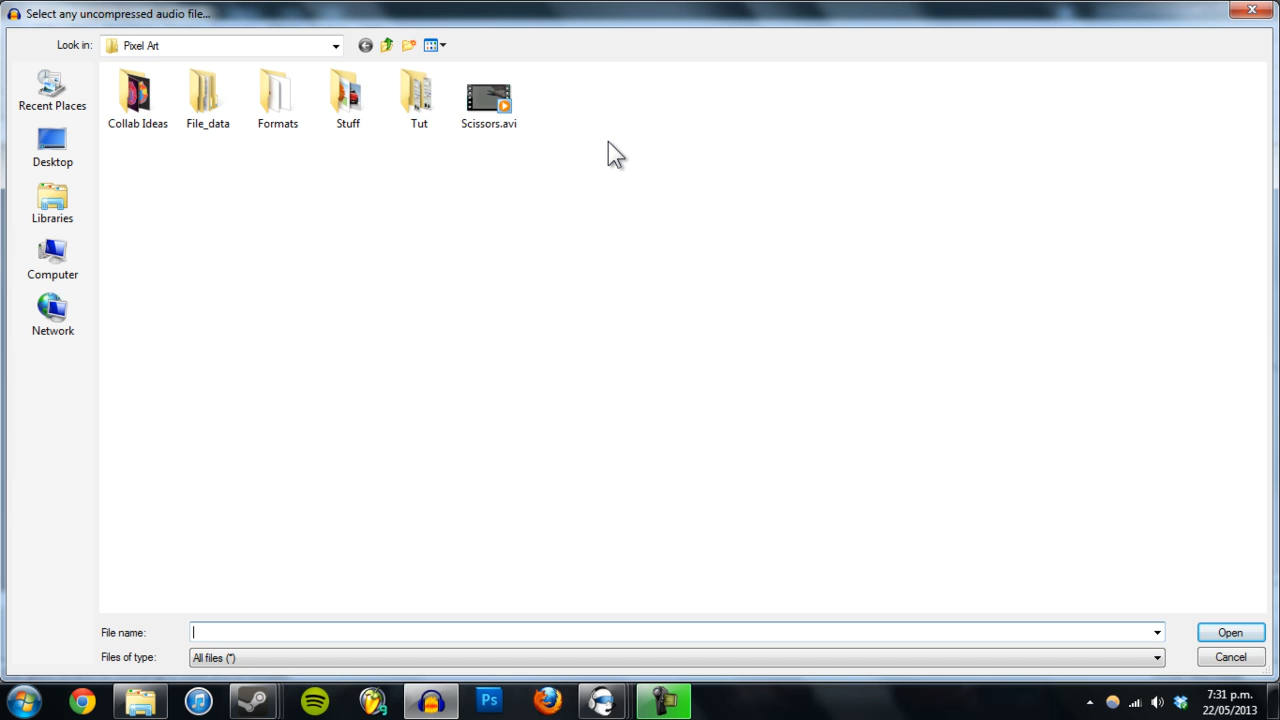 Select any uncompressed audio file...
Look in: Pixel Art
Recent Places
Desktop
Libraries
Computer
Network
Collab Ideas File_data Formats Stuff Tut Scissors.avi
File name: Open
Files of type: All files (*) Cancel
Ps
7:31 p.m.
22/05/2013